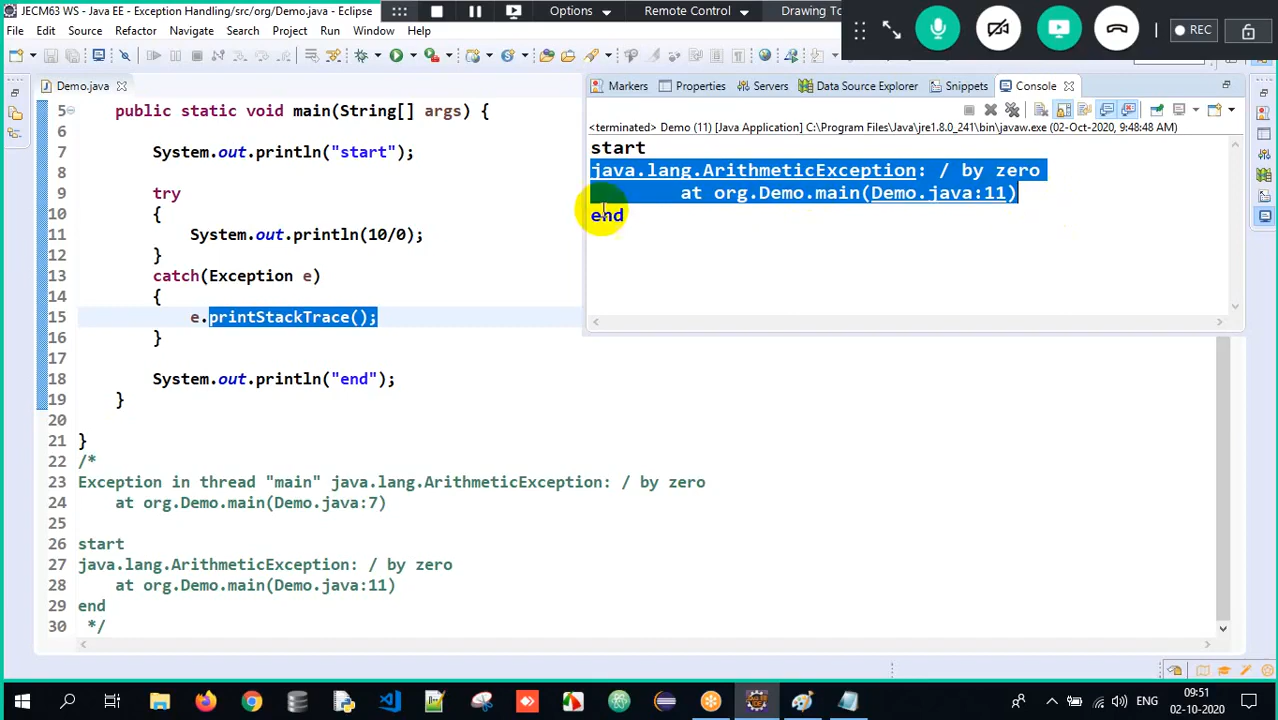 JECM63 WS - Java EE - Exception Handling/src/org/Demo.java - Eclipse
Options
Remote Control
Drawing To
REC
File Edit Source Refactor Navigate Search Project Run Window Help
Demo.java
5 public static void main(String[] args) {
6
7 System.out.println("start");
8
9 try
10 {
11 System.out.println(10/0);
12 }
13 catch(Exception e)
14 {
15 e.printStackTrace();
16 }
17
18 System.out.println("end");
19 }
20
21 }
22 /*
23 Exception in thread "main" java.lang.ArithmeticException: / by zero
24 at org.Demo.main(Demo.java:7)
25
26 start
27 java.lang.ArithmeticException: / by zero
28 at org.Demo.main(Demo.java:11)
29 end
30 */
Markers Properties Servers Data Source Explorer Snippets Console
<terminated> Demo (11) [Java Application] C:\Program Files\Java\jre1.8.0_241\bin\javaw.exe (02-Oct-2020, 9:48:48 AM)
start
java.lang.ArithmeticException: / by zero
at org.Demo.main(Demo.java:11)
end
ENG
09:51
02-10-2020